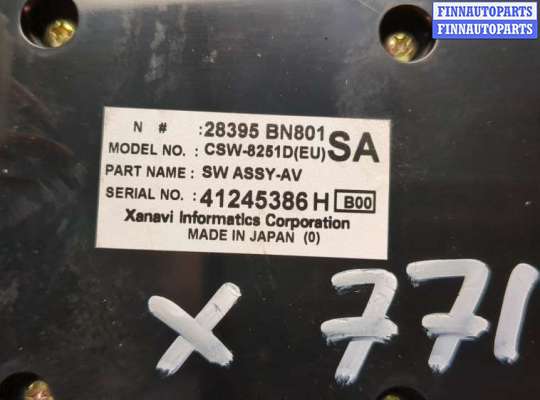 FINNAUTOPARTS
FINNAUTOPARTS
N # : 28395 BN801 SA
MODEL NO. : CSW-8251D(EU)
PART NAME : SW ASSY-AV
SERIAL NO. : 41245386 H B00
Xanavi Informatics Corporation
MADE IN JAPAN (0)
X 771